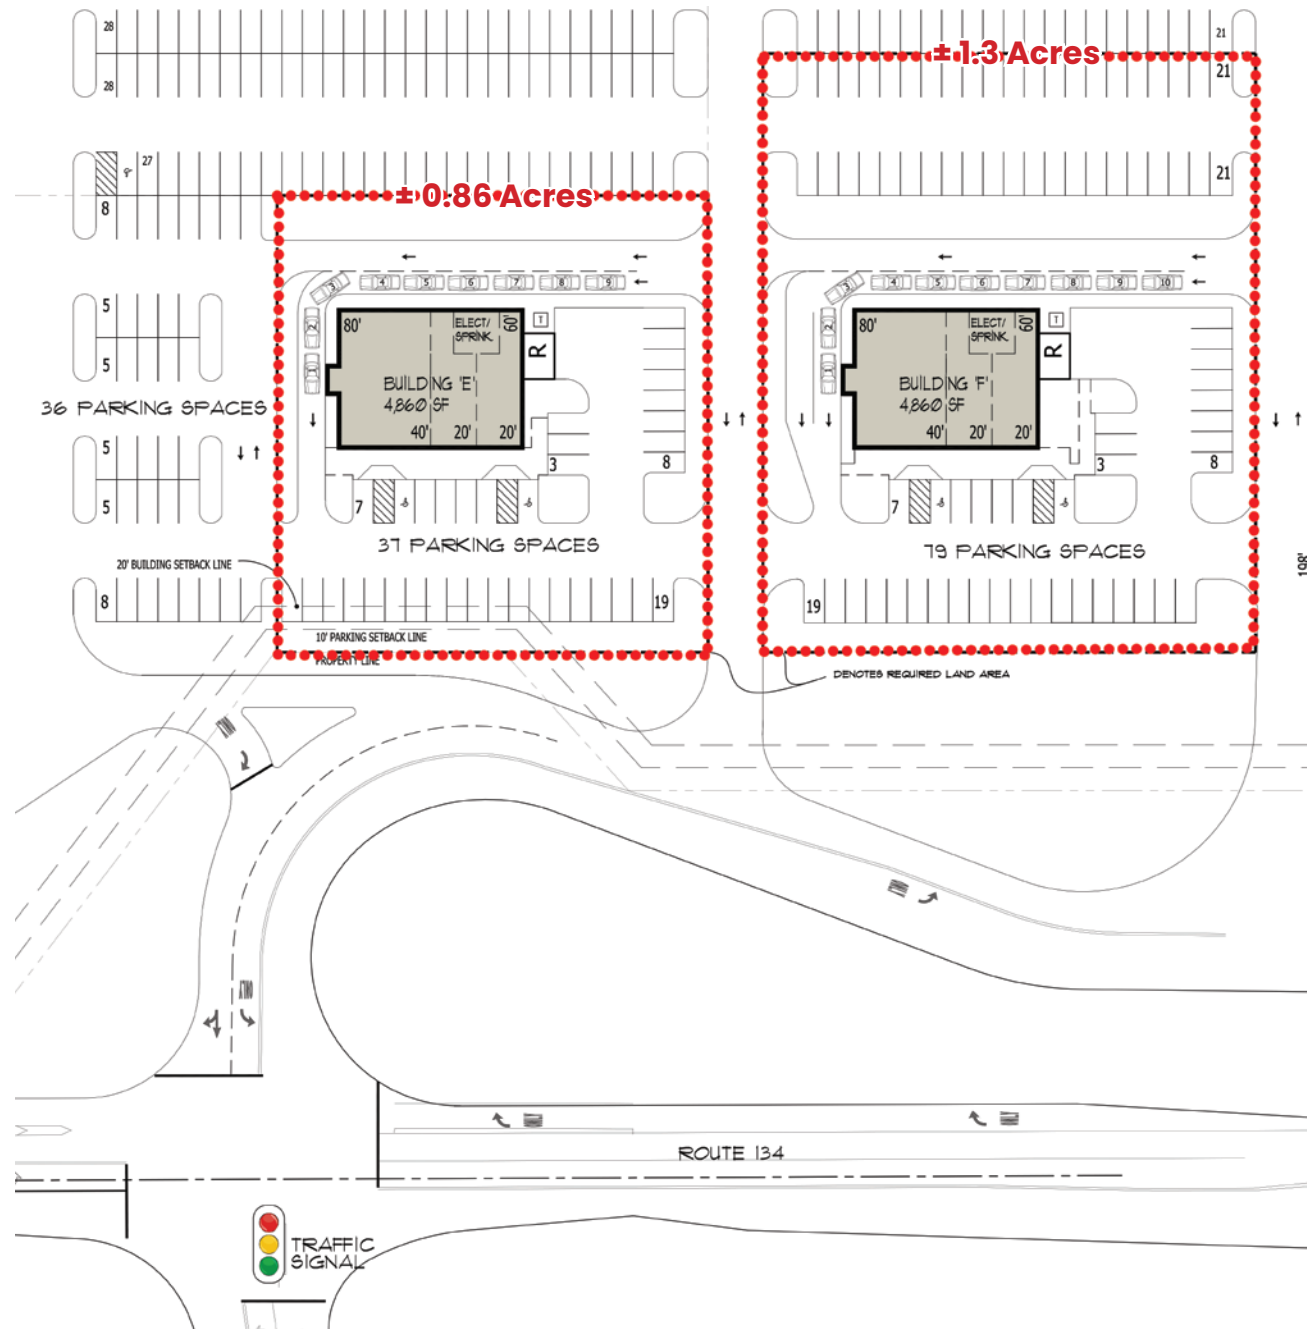 28
21
± 1.3 Acres
28
21
27
21
8
± 0.86 Acres
5
3 4 5 6 7 8 9
3 4 5 6 7 8 9 10
2
80'
ELECT/
SPRINK.
60'
T
R
2
80'
ELECT/
SPRINK.
60'
T
R
5
BUILDING 'E'
4,860 SF
BUILDING 'F'
4,860 SF
36 PARKING SPACES
40' 20' 20'
40' 20' 20'
5
3
8
3
8
5
7
7
37 PARKING SPACES
79 PARKING SPACES
198'
20' BUILDING SETBACK LINE
8
19
19
10' PARKING SETBACK LINE
PROPERTY LINE
DENOTES REQUIRED LAND AREA
ONLY
ROUTE 134
TRAFFIC
SIGNAL